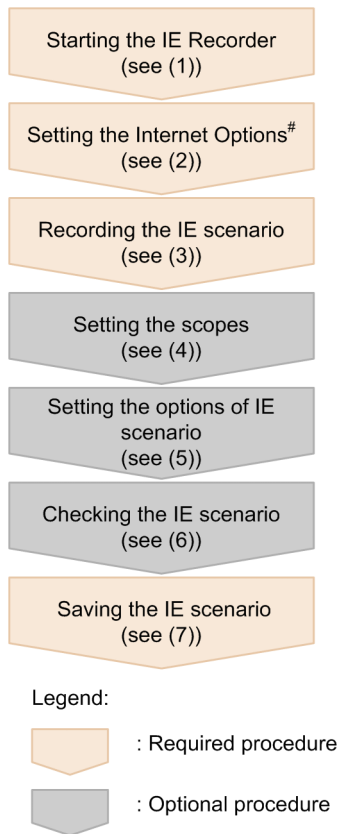 Starting the IE Recorder
(see (1))
Setting the Internet Options#
(see (2))
Recording the IE scenario
(see (3))
Setting the scopes
(see (4))
Setting the options of IE
scenario
(see (5))
Checking the IE scenario
(see (6))
Saving the IE scenario
(see (7))
Legend:
: Required procedure
: Optional procedure